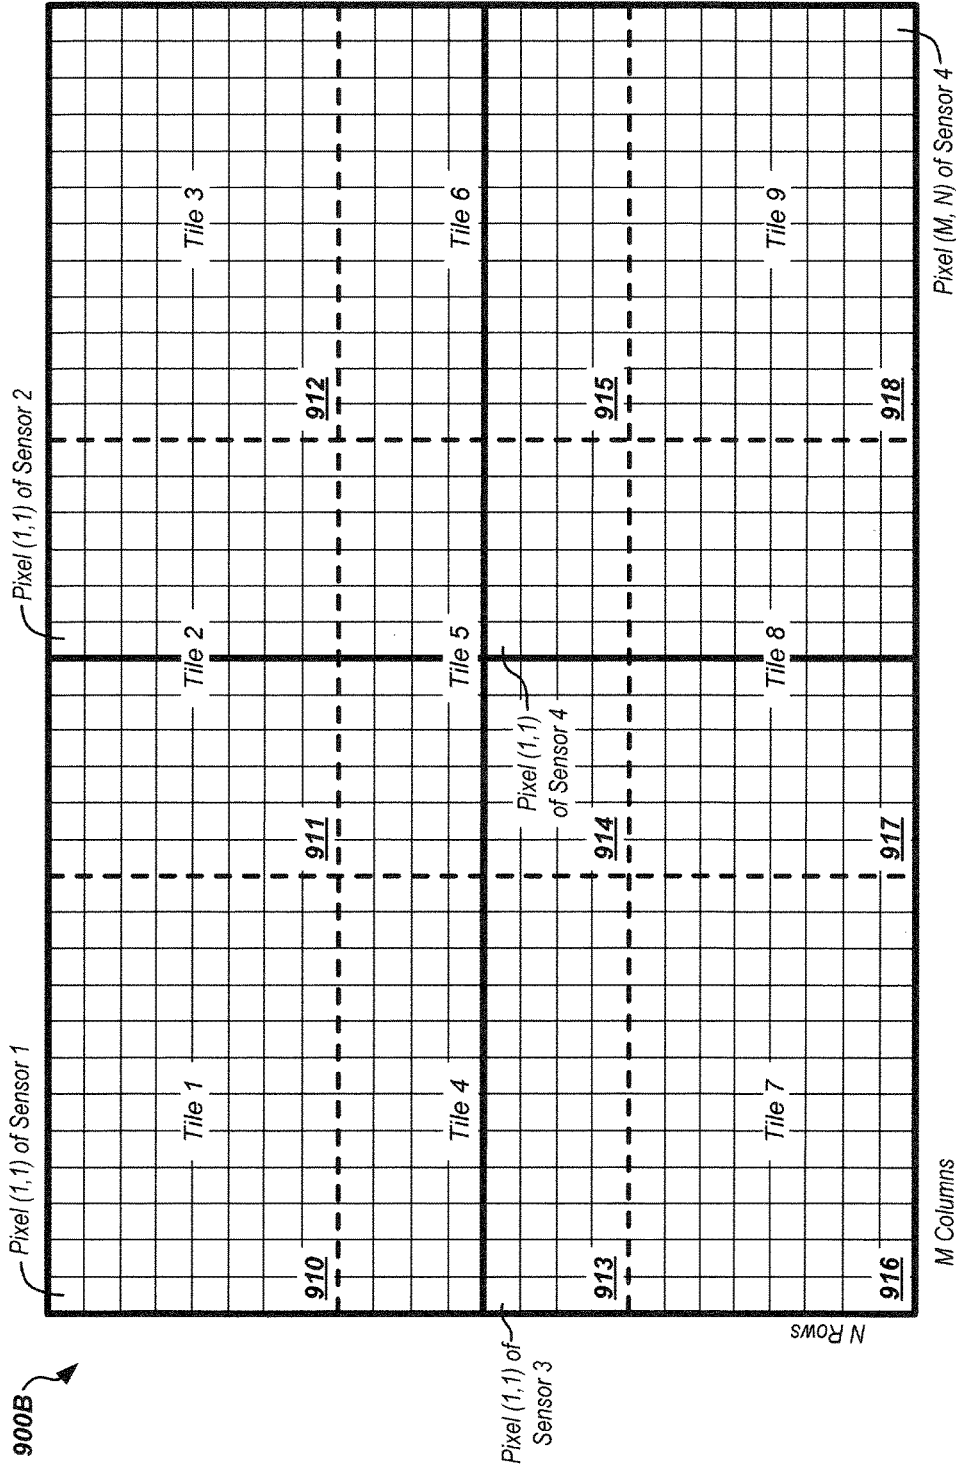 900B
Pixel (1,1) of Sensor 1
Pixel (1,1) of Sensor 2
Tile 1
Tile 2
Tile 3
910
911
912
Tile 4
Tile 5
Tile 6
Pixel (1,1) of
Sensor 3
Pixel (1,1)
of Sensor 4
913
914
915
Tile 7
Tile 8
Tile 9
916
917
918
N Rows
M Columns
Pixel (M, N) of Sensor 4